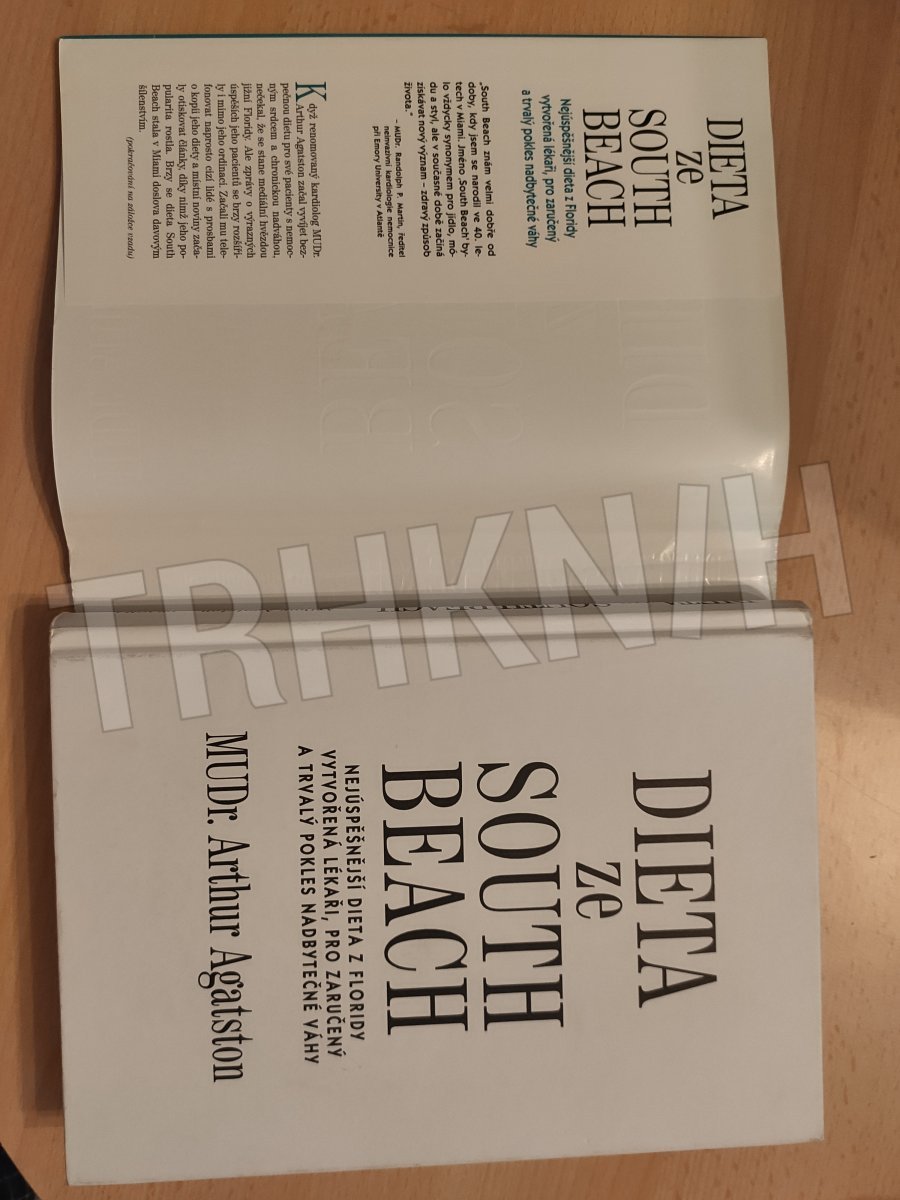 DIETA
ze
SOUTH
BEACH
Nejúspěšnější dieta z Floridy
vytvořená lékaři, pro zaručený
a trvalý pokles nadbytečné váhy
„South Beach znám velmi dobře od
doby, kdy jsem se narodil ve 40. le-
tech v Miami. Jméno ‚South Beach‘ by-
lo vždycky synonymem pro jídlo, mó-
du a styl, ale v současné době začíná
získávat nový význam – zdravý způsob
života.“
– MUDr. Randolph P. Martin, ředitel
neinvazivní kardiologie nemocnice
při Emory University v Atlantě
Když renomovaný kardiolog MUDr.
Arthur Agatston začal vyvíjet bez-
pečnou dietu pro své pacienty s nemoc-
ným srdcem a chronickou nadváhou,
nečekal, že se stane mediální hvězdou
jižní Floridy. Ale zprávy o výrazných
úspěších jeho pacientů se brzy rozšíři-
ly i mimo jeho ordinaci. Začali mu tele-
fonovat naprosto cizí lidé s prosbami
o kopii jeho diety a místní noviny zača-
ly otiskovat články, díky nimž jeho po-
pularita rostla. Brzy se dieta South
Beach stala v Miami doslova davovým
šílenstvím.
(pokračování na záložce vzadu)
TRHKNIH
DIETA
SOUTH BEACH
DIETA
ze
SOUTH
BEACH
NEJÚSPĚŠNĚJŠÍ DIETA Z FLORIDY
VYTVOŘENÁ LÉKAŘI, PRO ZARUČENÝ
A TRVALÝ POKLES NADBYTEČNÉ VÁHY
MUDr. Arthur Agatston